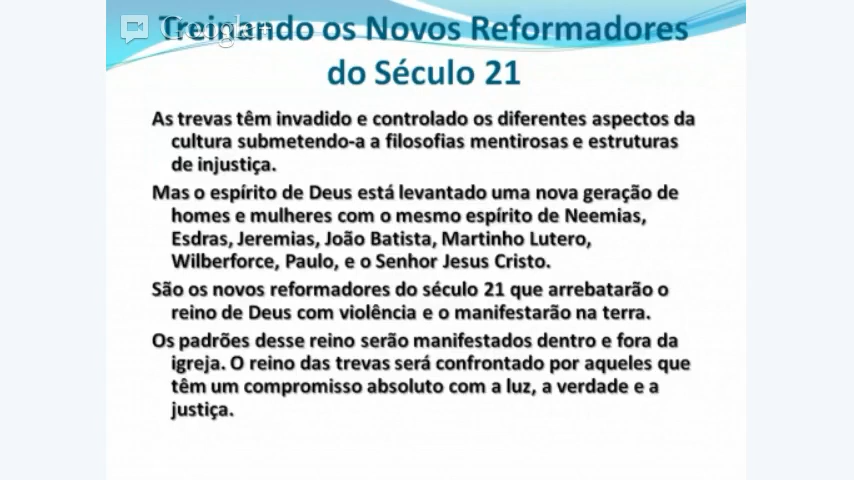 Treinando os Novos Reformadores
do Século 21
Google+
As trevas têm invadido e controlado os diferentes aspectos da
cultura submetendo-a a filosofias mentirosas e estruturas
de injustiça.
Mas o espírito de Deus está levantado uma nova geração de
homes e mulheres com o mesmo espírito de Neemias,
Esdras, Jeremias, João Batista, Martinho Lutero,
Wilberforce, Paulo, e o Senhor Jesus Cristo.
São os novos reformadores do século 21 que arrebatarão o
reino de Deus com violência e o manifestarão na terra.
Os padrões desse reino serão manifestados dentro e fora da
igreja. O reino das trevas será confrontado por aqueles que
têm um compromisso absoluto com a luz, a verdade e a
justiça.